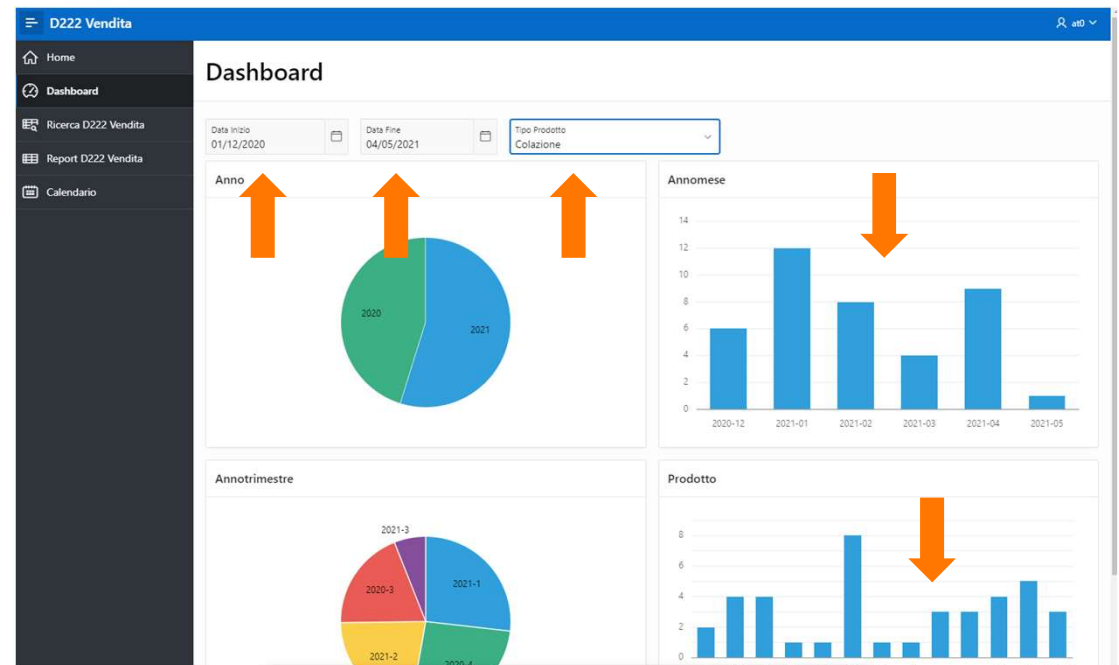 D222 Vendita
at0
Home
Dashboard
Ricerca D222 Vendita
Report D222 Vendita
Calendario
Dashboard
Data Inizio
01/12/2020
Data Fine
04/05/2021
Tipo Prodotto
Colazione
Anno
2020
2021
Annomese
14
12
10
8
6
4
2
0
2020-12 2021-01 2021-02 2021-03 2021-04 2021-05
Annotrimestre
2021-3
2020-3
2021-1
2021-2
2020-4
Prodotto
8
6
4
2
0